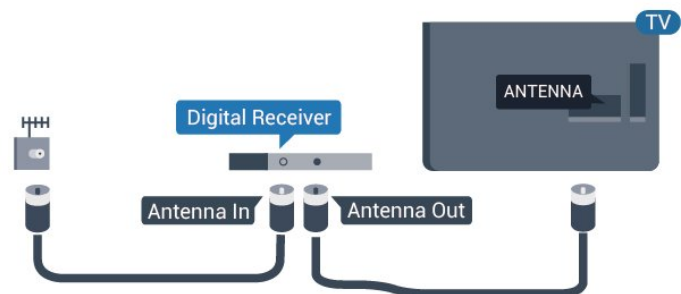 TV
ANTENNA
Digital Receiver
Antenna In
Antenna Out